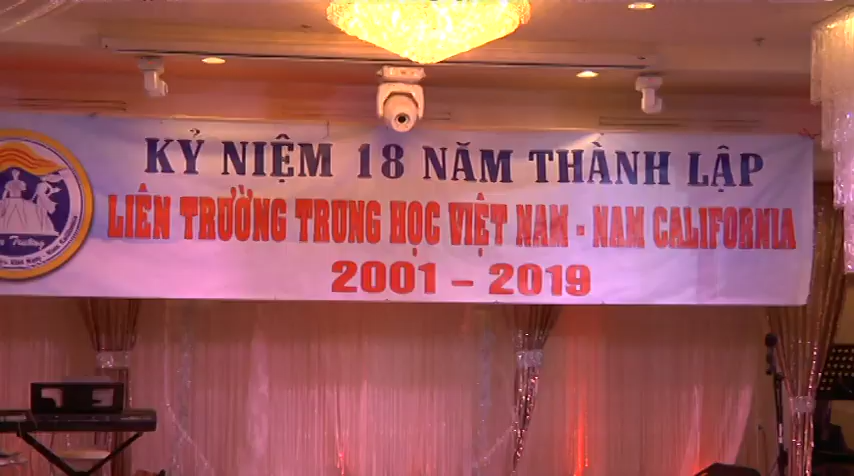 KỶ NIỆM 18 NĂM THÀNH LẬP
LIÊN TRƯỜNG TRUNG HỌC VIỆT NAM - NAM CALIFORNIA
2001 - 2019